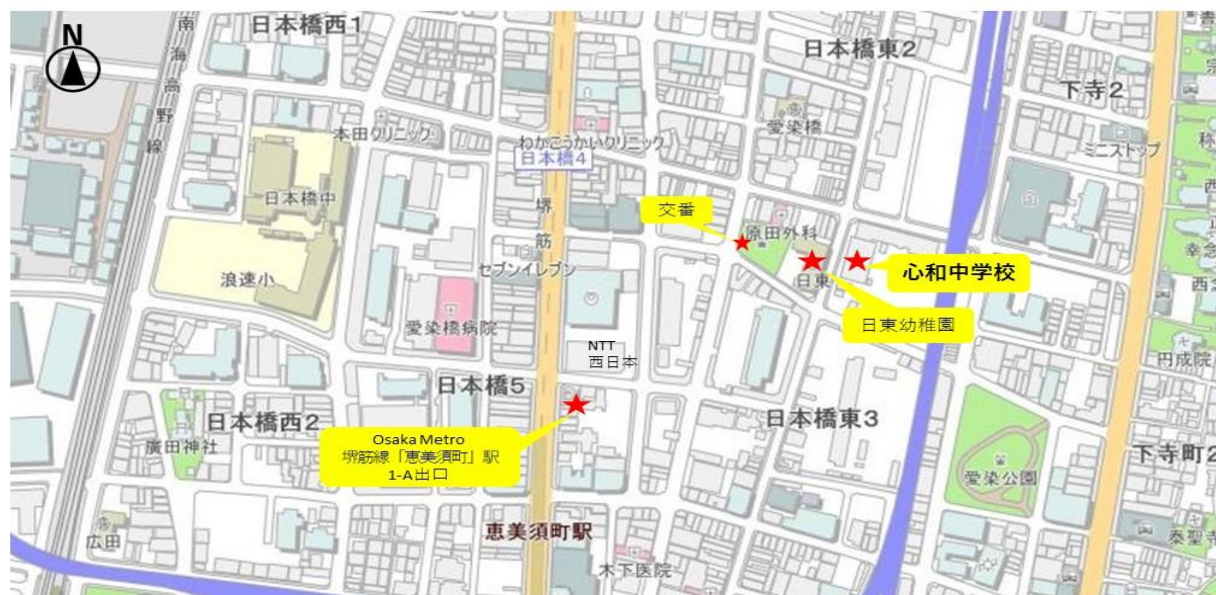 日本橋西1
N
南海高野線
日本橋東2
下寺2
本田クリニック
わかこうかいクリニック
愛染橋
ミニストップ
日本橋4
日本橋中
堺筋
交番
原田外科
心和中学校
セブンイレブン
浪速小
日東
日東幼稚園
愛染橋病院
NTT
西日本
円成院
日本橋5
日本橋西2
日本橋東3
廣田神社
Osaka Metro
堺筋線「恵美須町」駅
1-A出口
下寺町2
愛染公園
恵美須町駅
広田
木下医院
泰聖寺